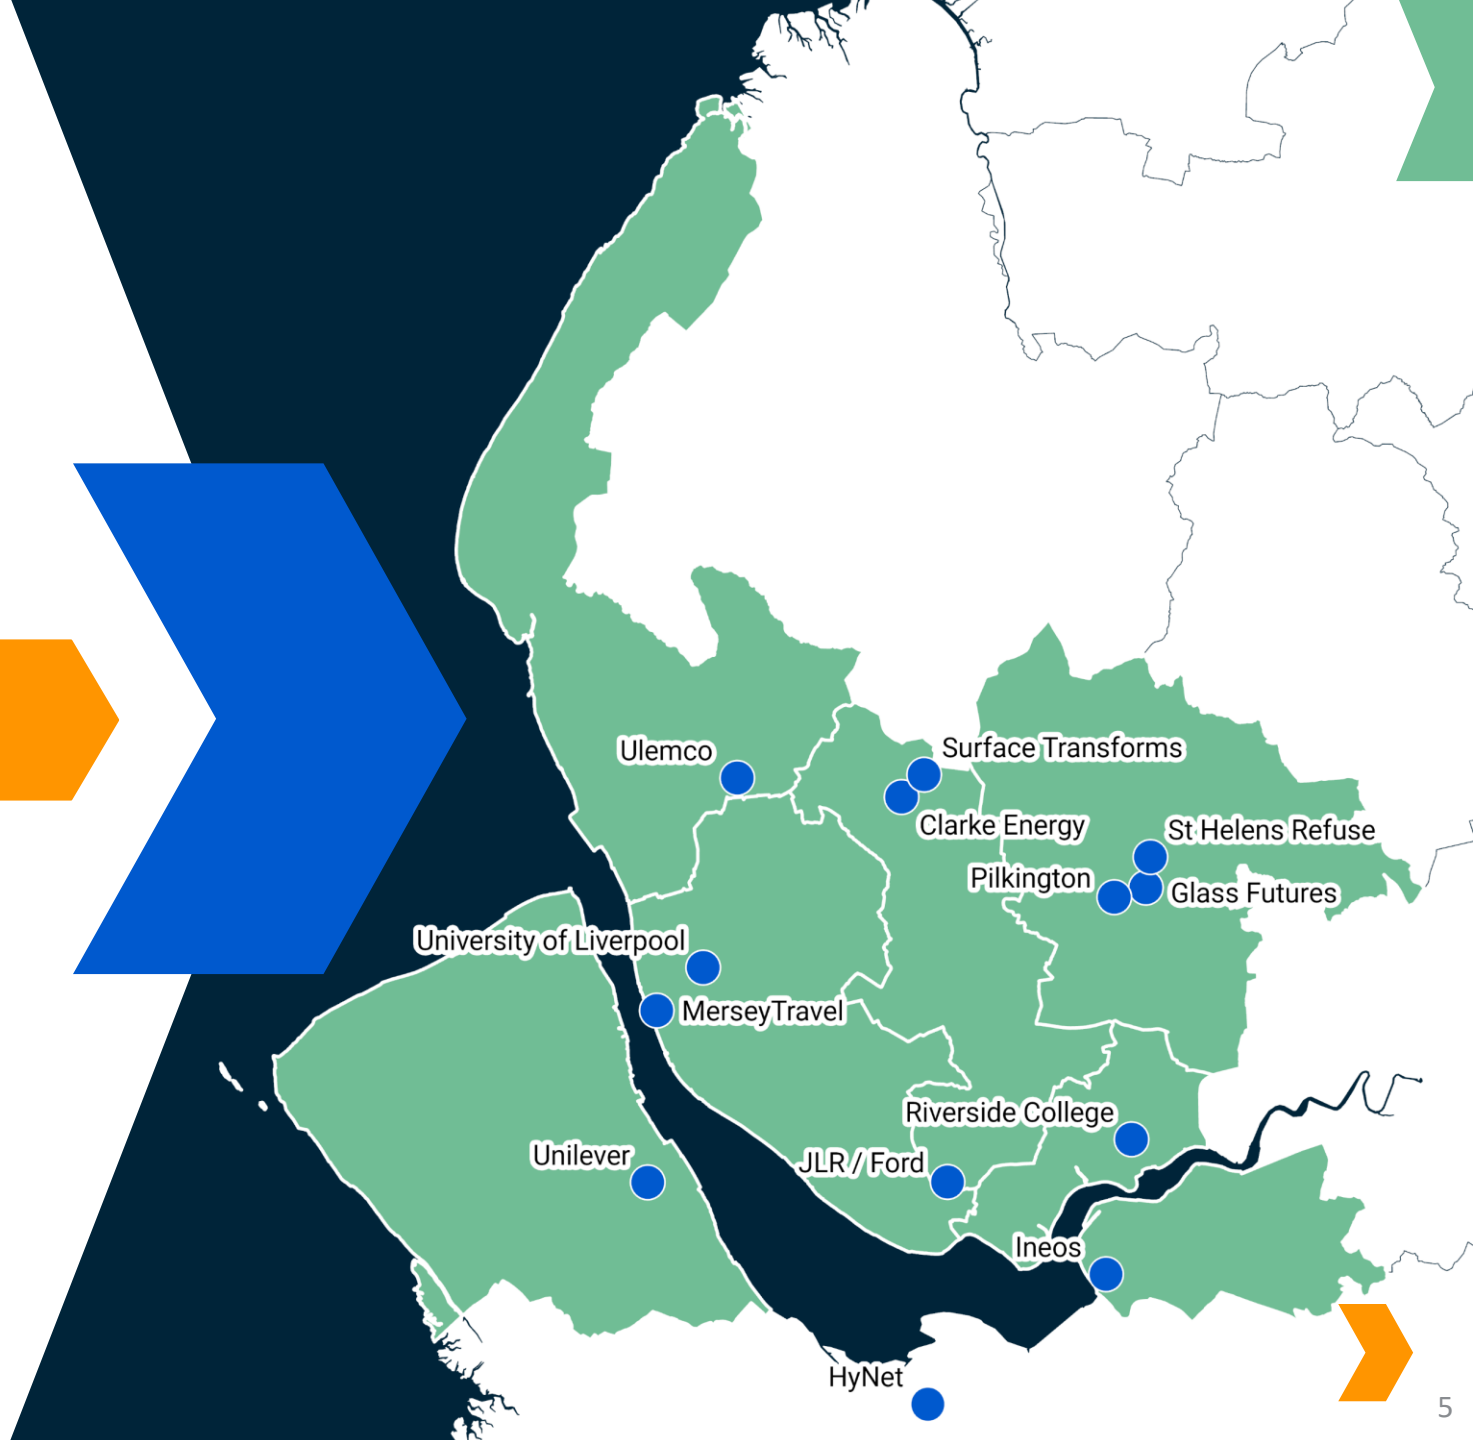 Surface Transforms
Ulemco
Clarke Energy
St Helens Refuse
Pilkington
Glass Futures
University of Liverpool
MerseyTravel
Riverside College
Unilever
JLR / Ford
Ineos
HyNet
5